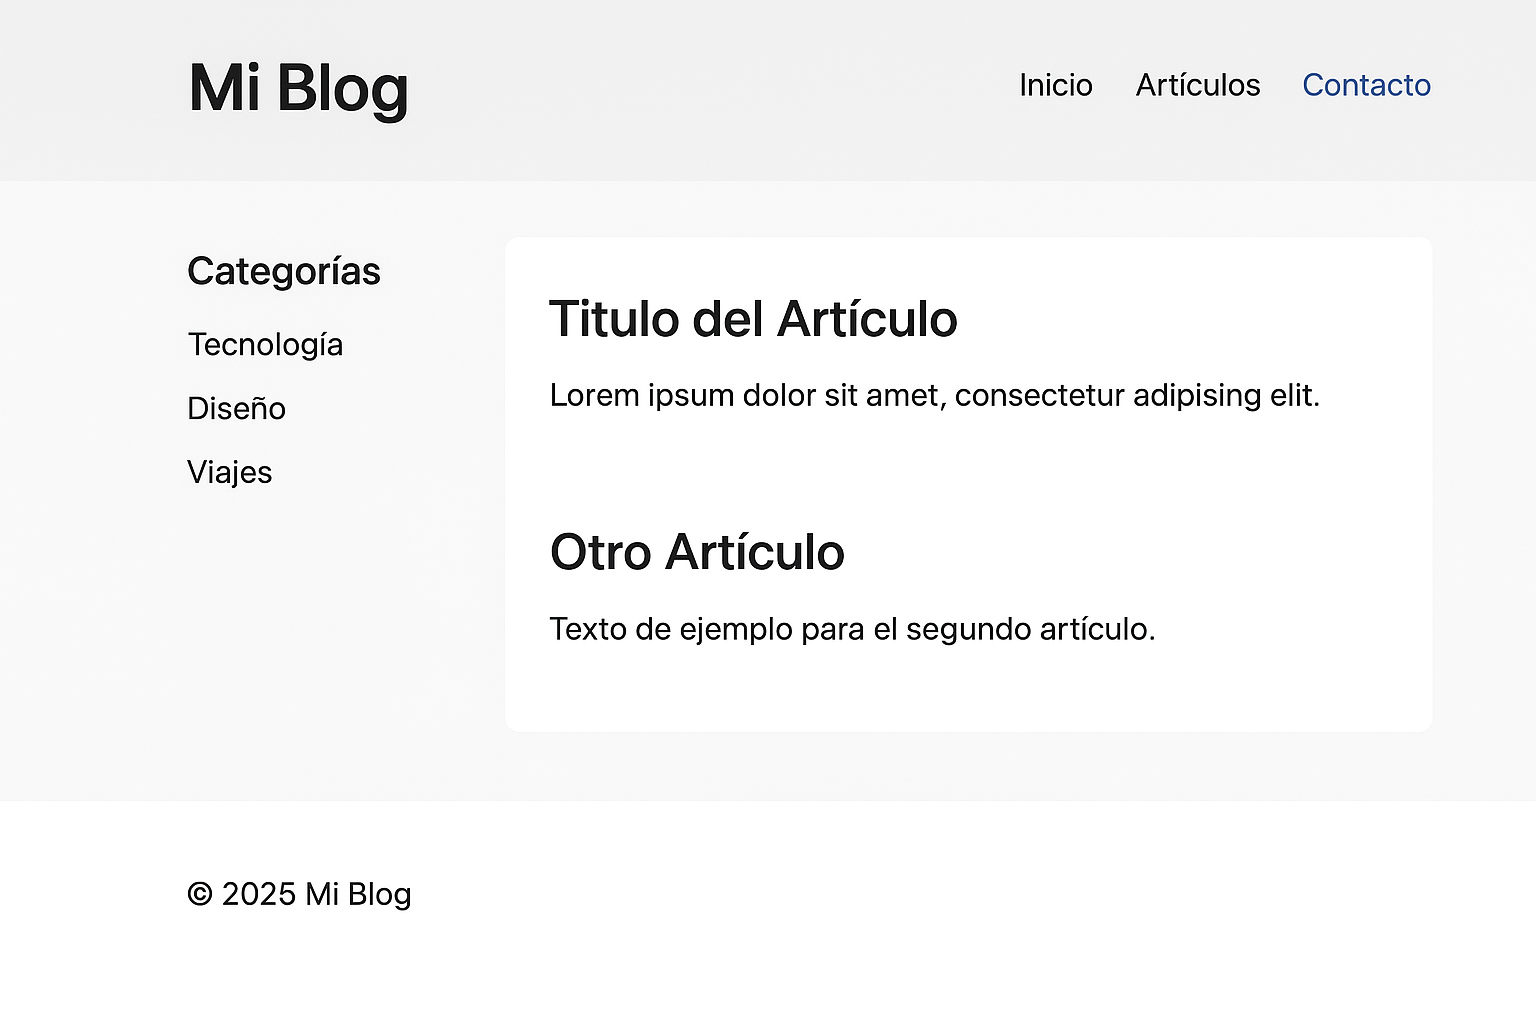 Mi Blog
Inicio Artículos Contacto
Categorías
Tecnología
Diseño
Viajes
Titulo del Artículo
Lorem ipsum dolor sit amet, consectetur adipising elit.
Otro Artículo
Texto de ejemplo para el segundo artículo.
© 2025 Mi Blog